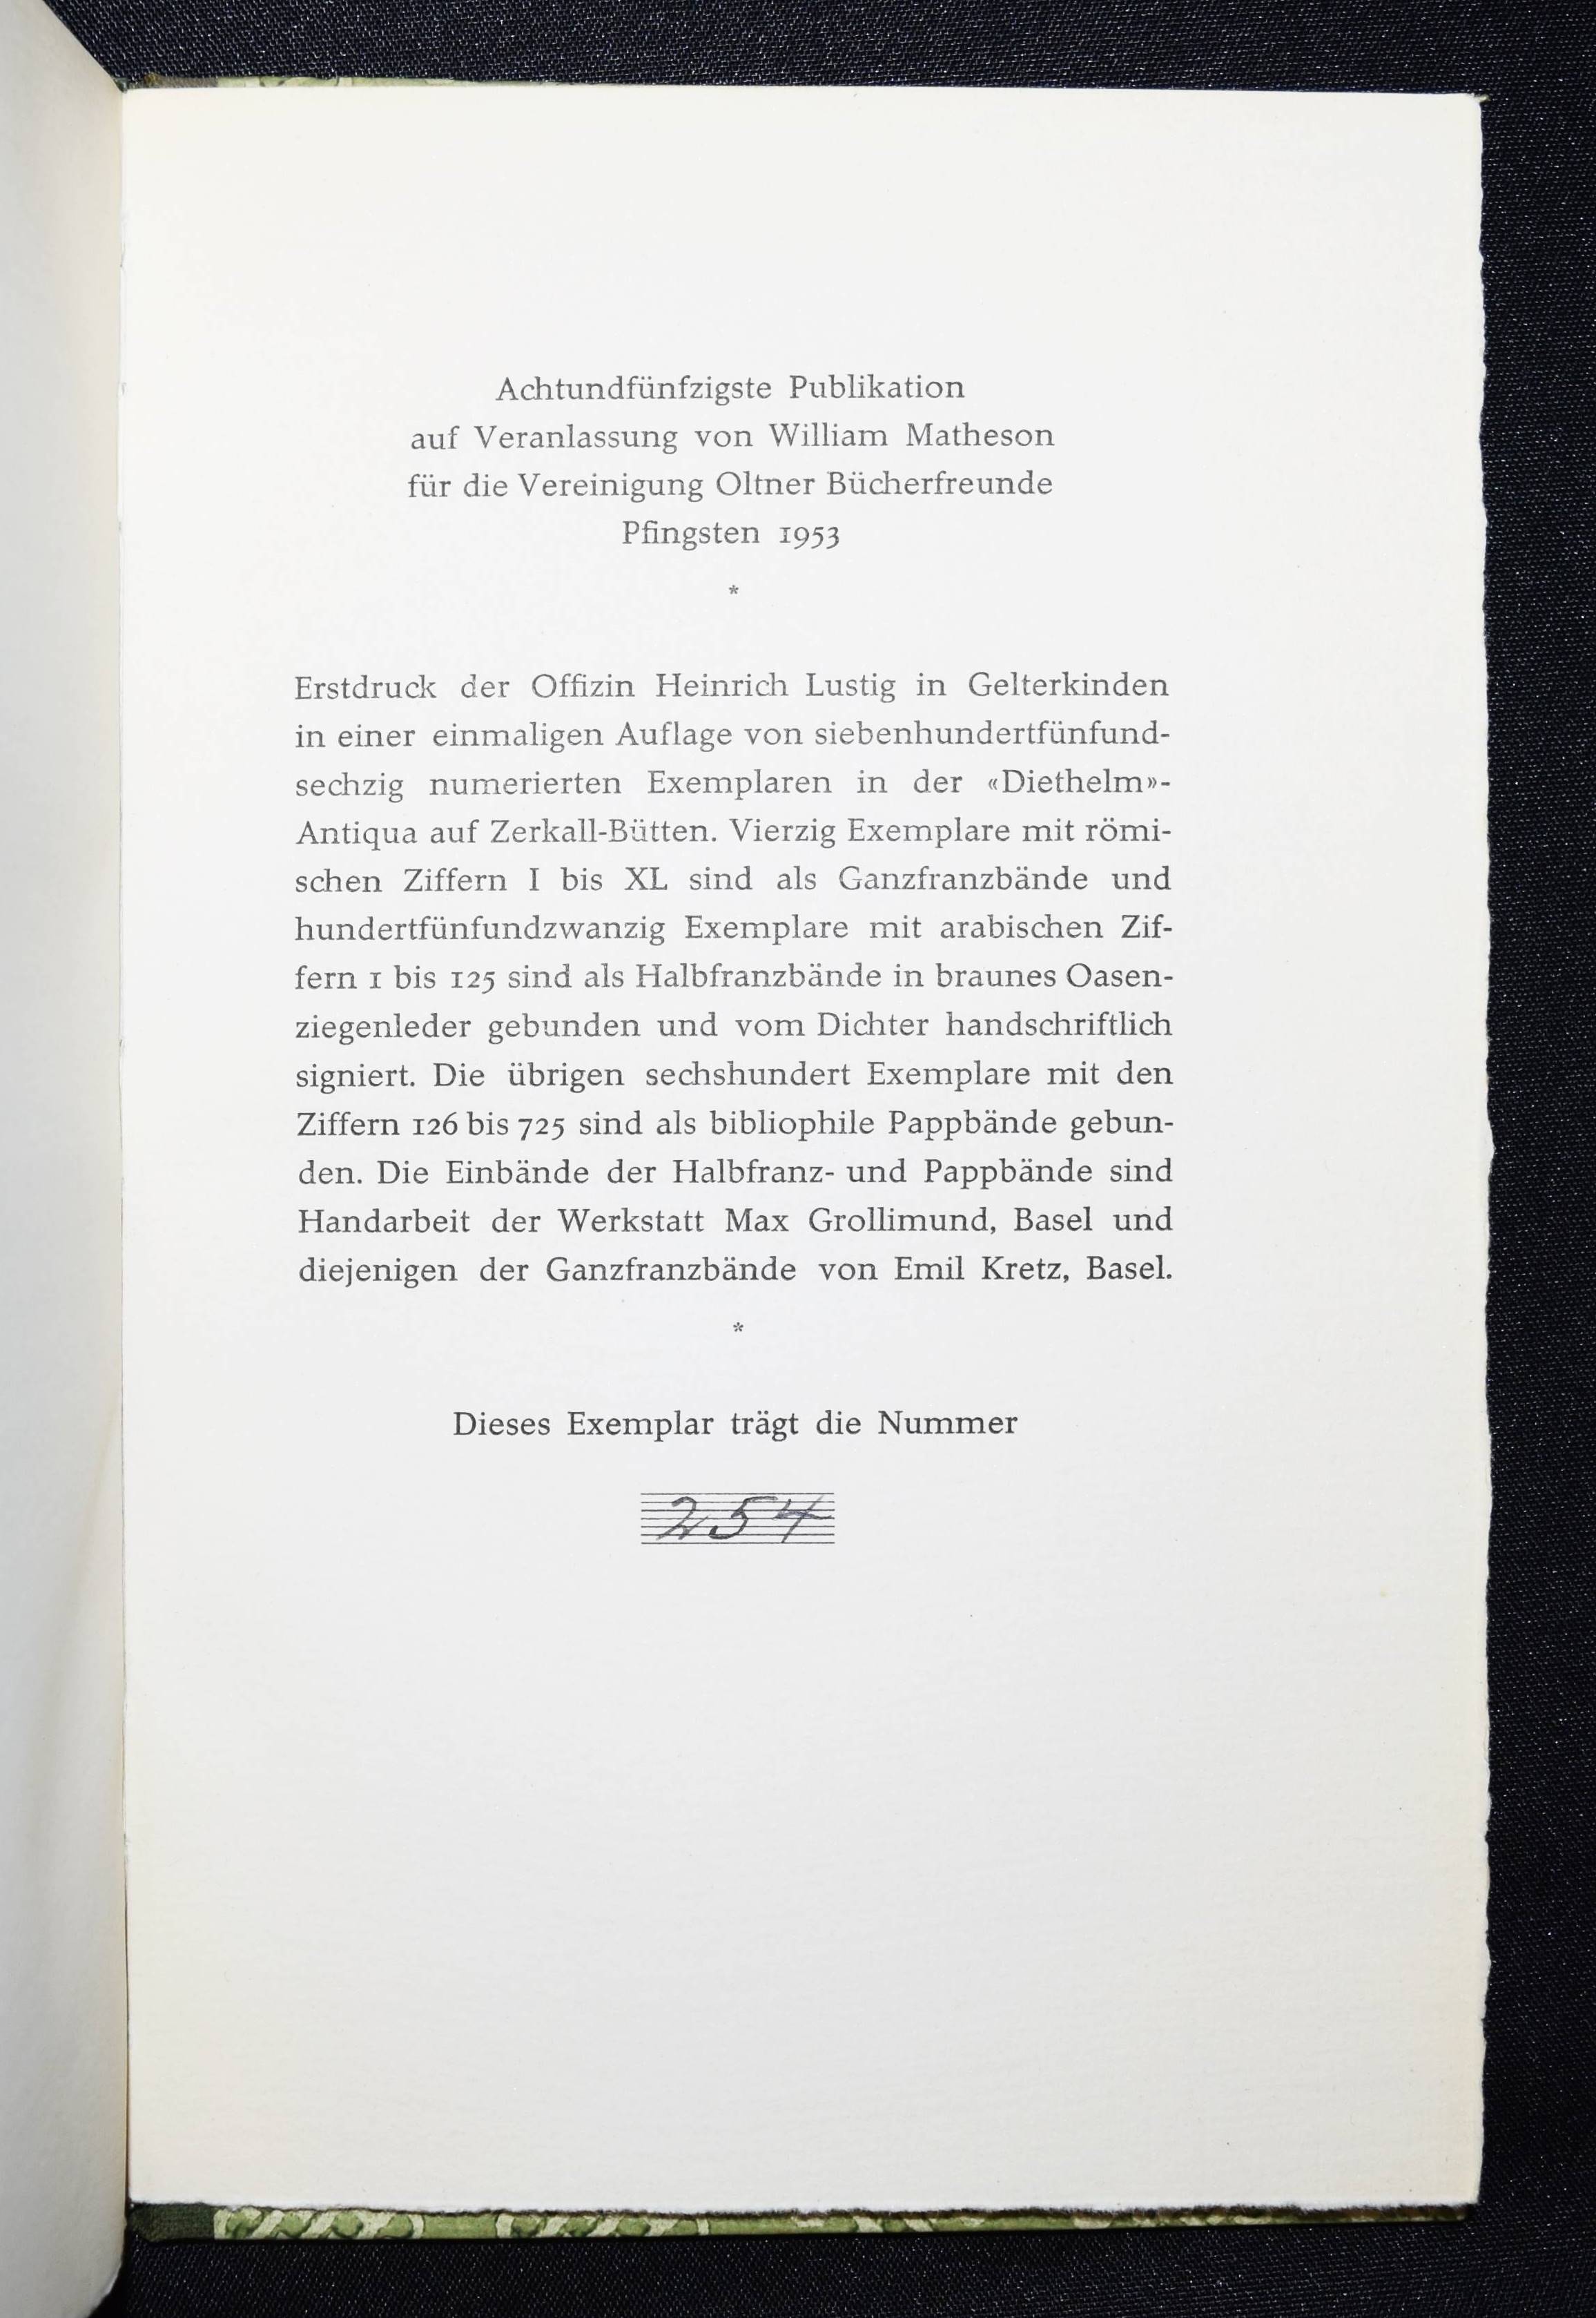 Achtundfünfzigste Publikation
auf Veranlassung von William Matheson
für die Vereinigung Oltner Bücherfreunde
Pfingsten 1953
*
Erstdruck der Offizin Heinrich Lustig in Gelterkinden
in einer einmaligen Auflage von siebenhundertfünfund-
sechzig numerierten Exemplaren in der «Diethelm»-
Antiqua auf Zerkall-Bütten. Vierzig Exemplare mit römi-
schen Ziffern I bis XL sind als Ganzfranzbände und
hundertfünfundzwanzig Exemplare mit arabischen Zif-
fern 1 bis 125 sind als Halbfranzbände in braunes Oasen-
ziegenleder gebunden und vom Dichter handschriftlich
signiert. Die übrigen sechshundert Exemplare mit den
Ziffern 126 bis 725 sind als bibliophile Pappbände gebun-
den. Die Einbände der Halbfranz- und Pappbände sind
Handarbeit der Werkstatt Max Grollimund, Basel und
diejenigen der Ganzfranzbände von Emil Kretz, Basel.
*
Dieses Exemplar trägt die Nummer
254